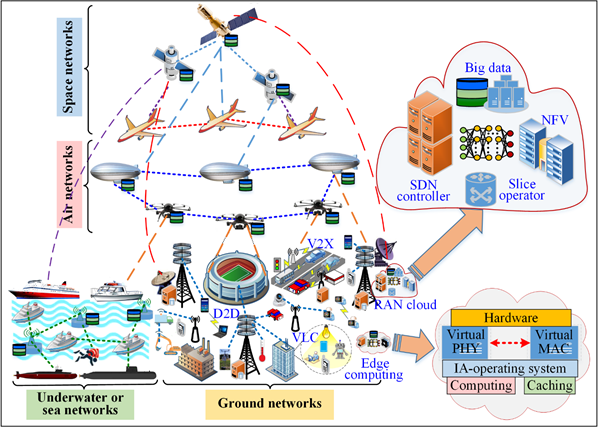 Space networks
Air networks
Big data
NFV
SDN
controller
Slice
operator
V2X
RAN cloud
D2D
VLC
Edge
computing
Hardware
Virtual
PHY
Virtual
MAC
IA-operating system
Computing
Caching
Underwater or
sea networks
Ground networks